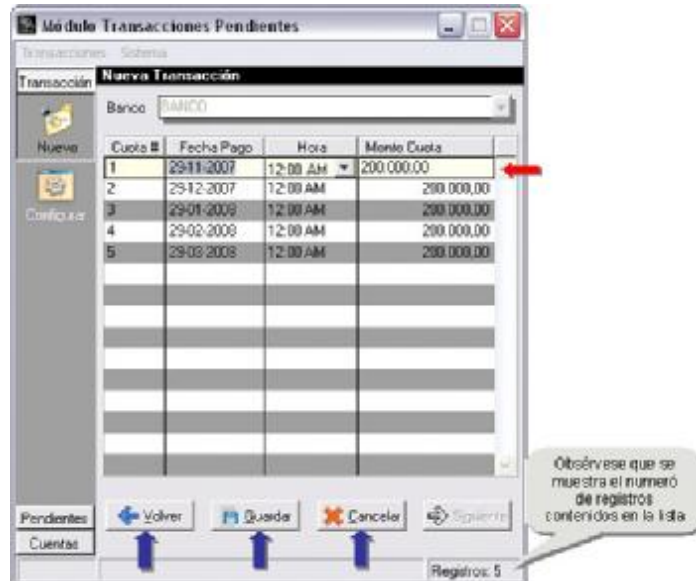 Módulo Transacciones Pendientes
Transacciones Sistema
Transacción
Nueva Transacción
Banco BANCO
Nuevo
Configurar
Cuota # Fecha Pago Hora Monto Cuota
1 29-11-2007 12:00 AM 200.000,00
2 29-12-2007 12:00 AM 200.000,00
3 29-01-2008 12:00 AM 200.000,00
4 29-02-2008 12:00 AM 200.000,00
5 29-03-2008 12:00 AM 200.000,00
Obsérvese que se
muestra el numeró
de registros
contenidos en la lista
Pendientes
Cuentas
Volver Guardar Cancelar Siguiente
Registros: 5